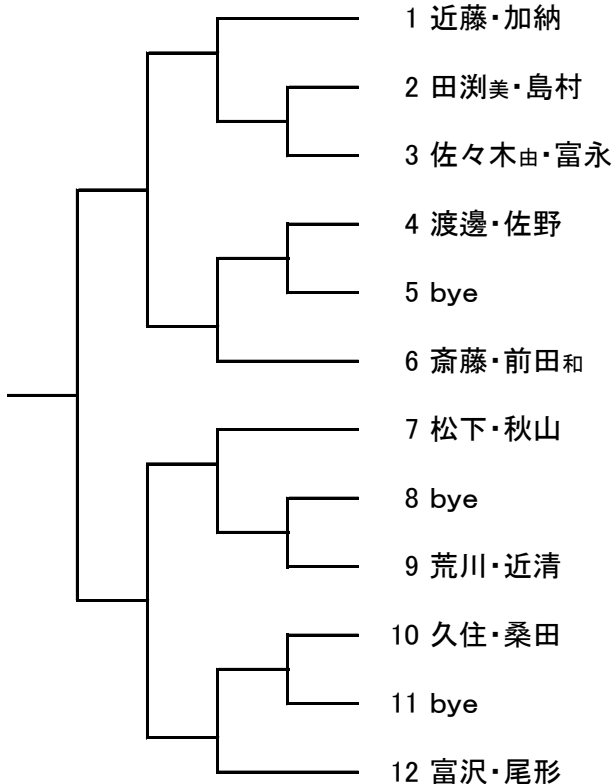 1 近藤・加納
2 田渕美・島村
3 佐々木由・富永
4 渡邊・佐野
5 bye
6 斎藤・前田和
7 松下・秋山
8 bye
9 荒川・近清
10 久住・桑田
11 bye
12 富沢・尾形